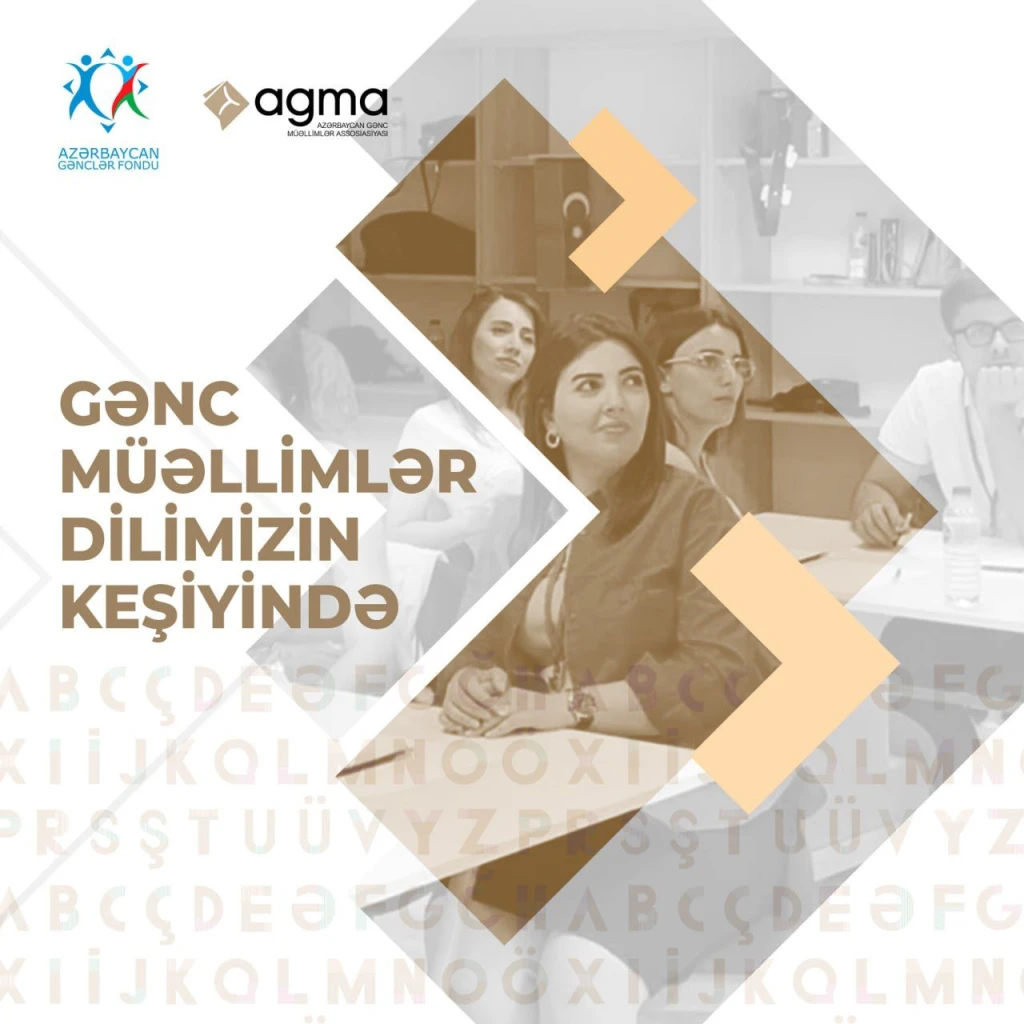 AZƏRBAYCAN
GƏNCLƏR FONDU
agma
AZƏRBAYCAN GƏNC
MÜƏLLİMLƏR ASSOSİASİYASI
GƏNC
MÜƏLLİMLƏR
DİLİMİZİN
KEŞİYİNDƏ
A B C Ç D E Ə F G Ğ H A B C Ç D E Ə F G
X I İ J K Q L M N O Ö X I İ J K Q L M N
P R S Ş T U Ü V Y Z P R S Ş T U Ü V Y Z
A B C Ç D E Ə F G Ğ H A B C Ç D E Ə F G
X I İ J K Q L M N O Ö X I İ J K Q L M N